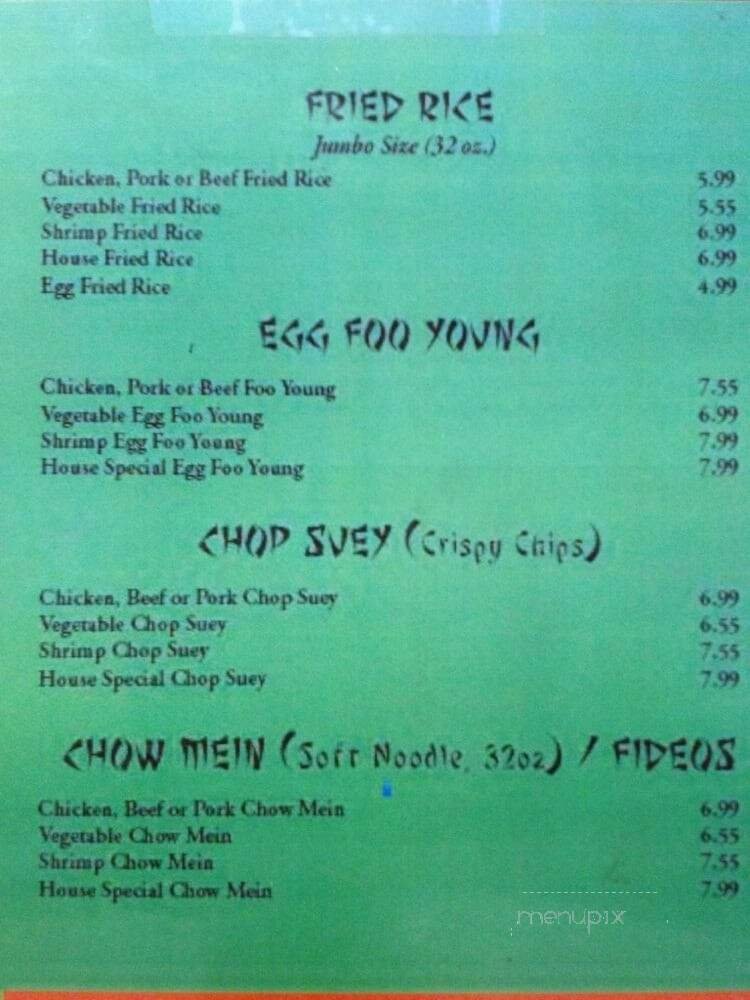 FRIED RICE
Jumbo Size (32 oz.)
Chicken, Pork or Beef Fried Rice 5.99
Vegetable Fried Rice 5.55
Shrimp Fried Rice 6.99
House Fried Rice 6.99
Egg Fried Rice 4.99
EGG FOO YOUNG
Chicken, Pork or Beef Foo Young 7.55
Vegetable Egg Foo Young 6.99
Shrimp Egg Foo Young 7.99
House Special Egg Foo Young 7.99
CHOP SUEY (Crispy Chips)
Chicken, Beef or Pork Chop Suey 6.99
Vegetable Chop Suey 6.55
Shrimp Chop Suey 7.55
House Special Chop Suey 7.99
CHOW MEIN (Soft Noodle, 32oz) / FIDEOS
Chicken, Beef or Pork Chow Mein 6.99
Vegetable Chow Mein 6.55
Shrimp Chow Mein 7.55
House Special Chow Mein 7.99
menupix